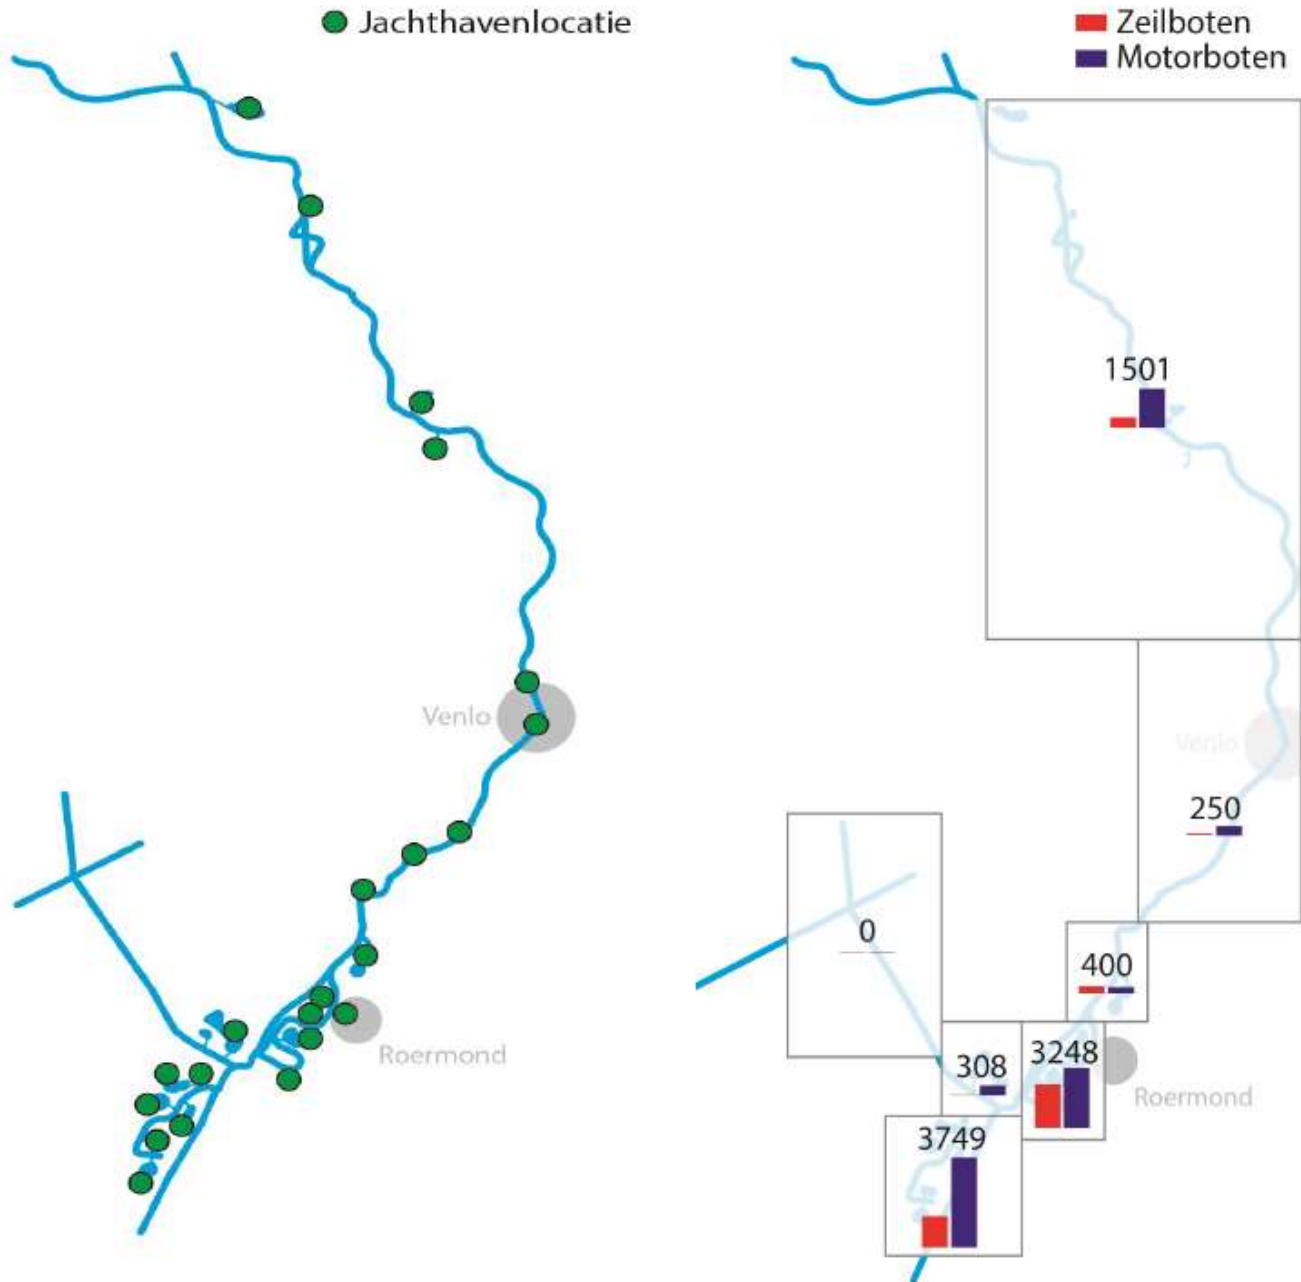 Jachthavenlocatie
Zeilboten
Motorboten
1501
Venlo
Venlo
250
0
400
Roermond
308
3248
Roermond
3749